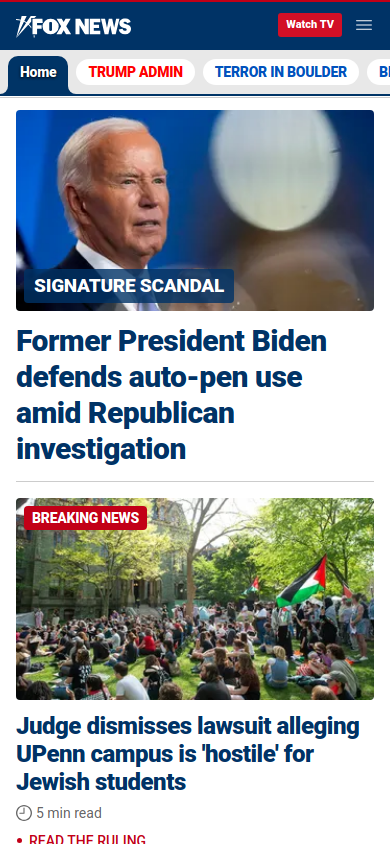 FOX NEWS
Watch TV
Home
TRUMP ADMIN
TERROR IN BOULDER
SIGNATURE SCANDAL
Former President Biden
defends auto-pen use
amid Republican
investigation
BREAKING NEWS
Judge dismisses lawsuit alleging
UPenn campus is 'hostile' for
Jewish students
5 min read
• READ THE RULING